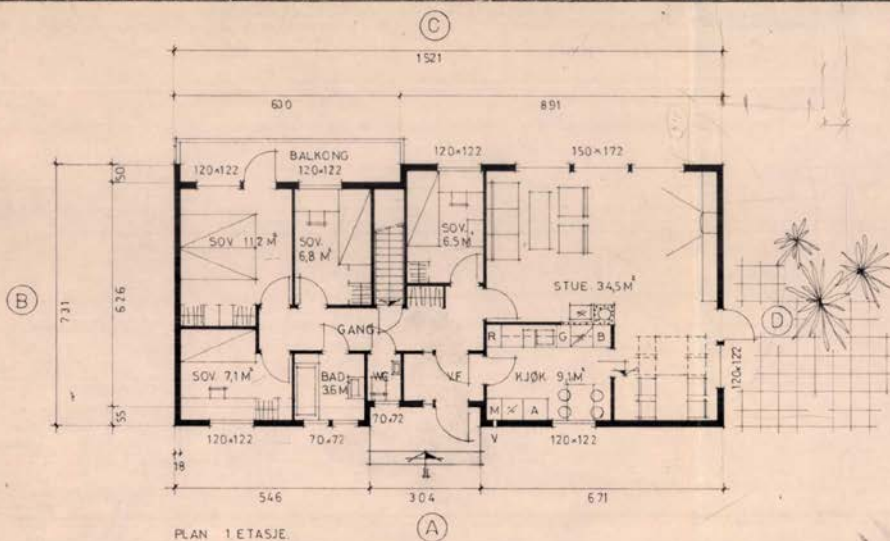 C
1521
630
891
BALKONG
120×122
120×122
120×122
150×172
50
SOV. 11,2 M²
SOV.
6,8 M²
SOV.
6,5 M²
STUE 34,5 M²
B
731
626
D
GANG
R
G
B
SOV 7,1 M²
BAD
3,6 M²
WC
V.F.
KJØK. 9,1 M²
120×122
55
M
A
120×122
70×72
70×72
V
120×122
18
546
304
671
A
PLAN 1 ETASJE.